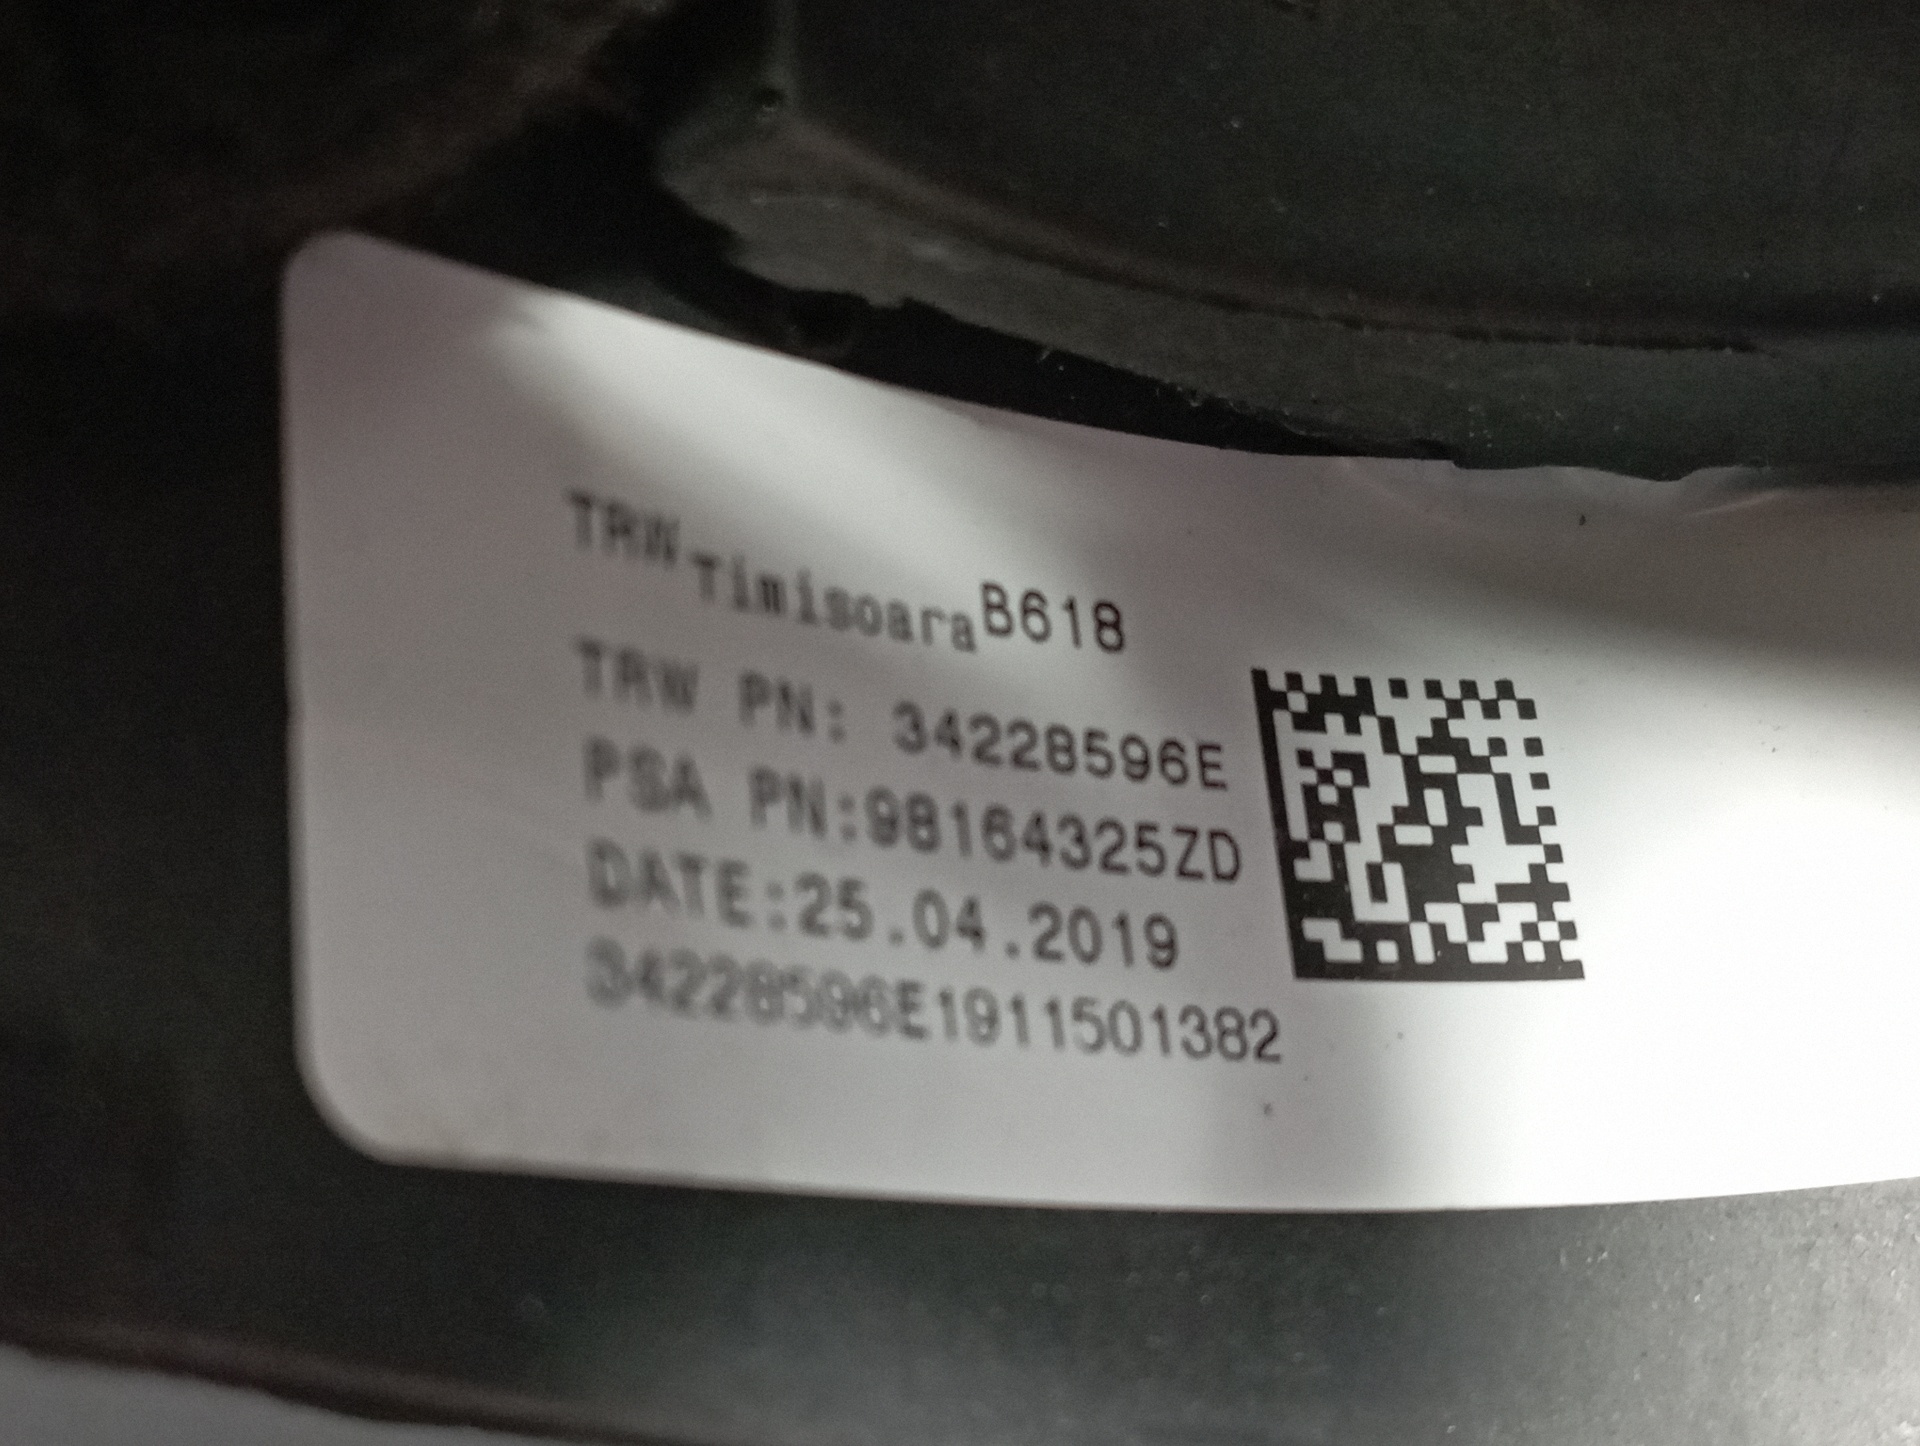 TRW Timisoara B618
TRW PN: 34228596E
PSA PN:98164325ZD
DATE:25.04.2019
34228596E1911501382